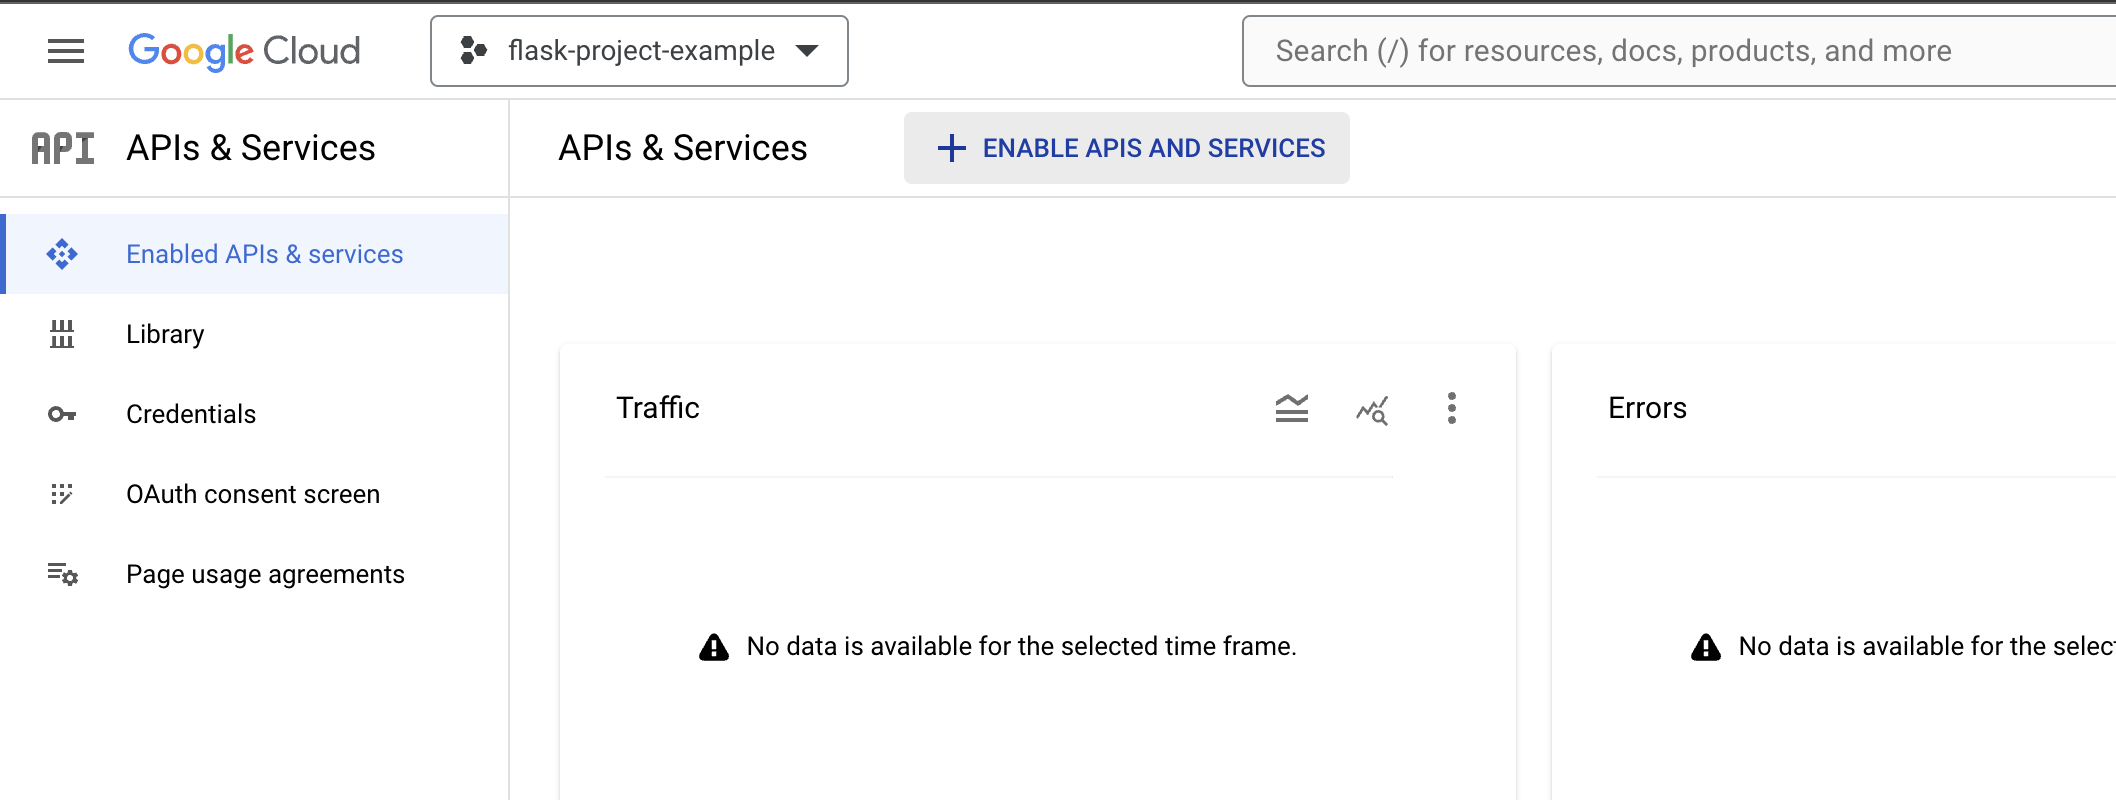 Google Cloud
flask-project-example
Search (/) for resources, docs, products, and more
API
APIs & Services
APIs & Services
ENABLE APIS AND SERVICES
Enabled APIs & services
Library
Credentials
OAuth consent screen
Page usage agreements
Traffic
No data is available for the selected time frame.
Errors
No data is available for the select